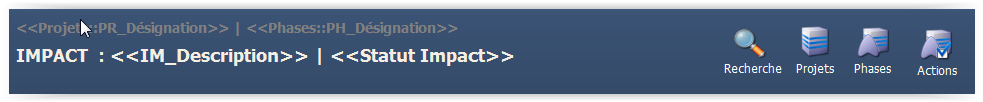 <<Projets::PR_Désignation>> | <<Phases::PH_Désignation>>
IMPACT : <<IM_Description>> | <<Statut Impact>>
Recherche Projets Phases Actions